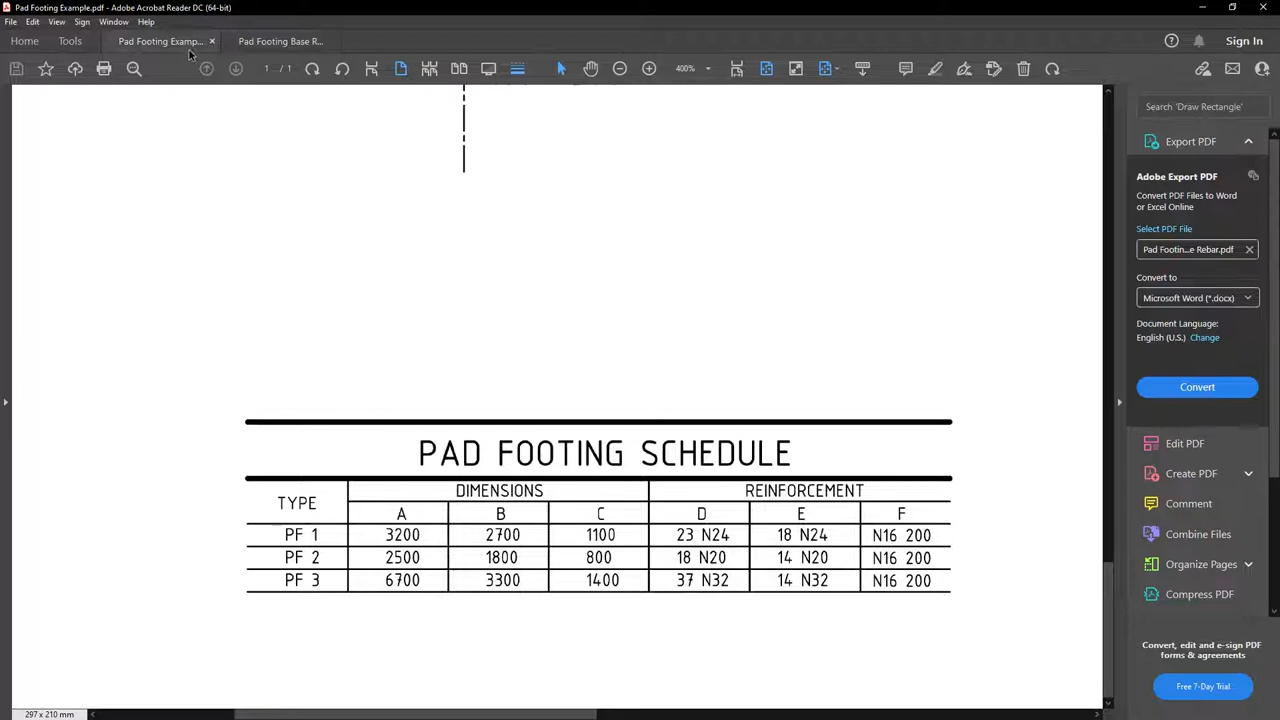 Pad Footing Example.pdf - Adobe Acrobat Reader DC (64-bit)
File Edit View Sign Window Help
Home Tools Pad Footing Examp... × Pad Footing Base R... Sign In
1 / 1 400%
Search 'Draw Rectangle'
Export PDF
Adobe Export PDF
Convert PDF Files to Word
or Excel Online
Select PDF File
Pad Footin...e Rebar.pdf
Convert to
Microsoft Word (*.docx)
Document Language:
English (U.S.) Change
Convert
Edit PDF
Create PDF
Comment
Combine Files
Organize Pages
Compress PDF
Convert, edit and e-sign PDF
forms & agreements
Free 7-Day Trial
PAD FOOTING SCHEDULE
TYPE DIMENSIONS REINFORCEMENT
A B C D E F
PF 1 3200 2700 1100 23 N24 18 N24 N16 200
PF 2 2500 1800 800 18 N20 14 N20 N16 200
PF 3 6700 3300 1400 37 N32 14 N32 N16 200
297 x 210 mm